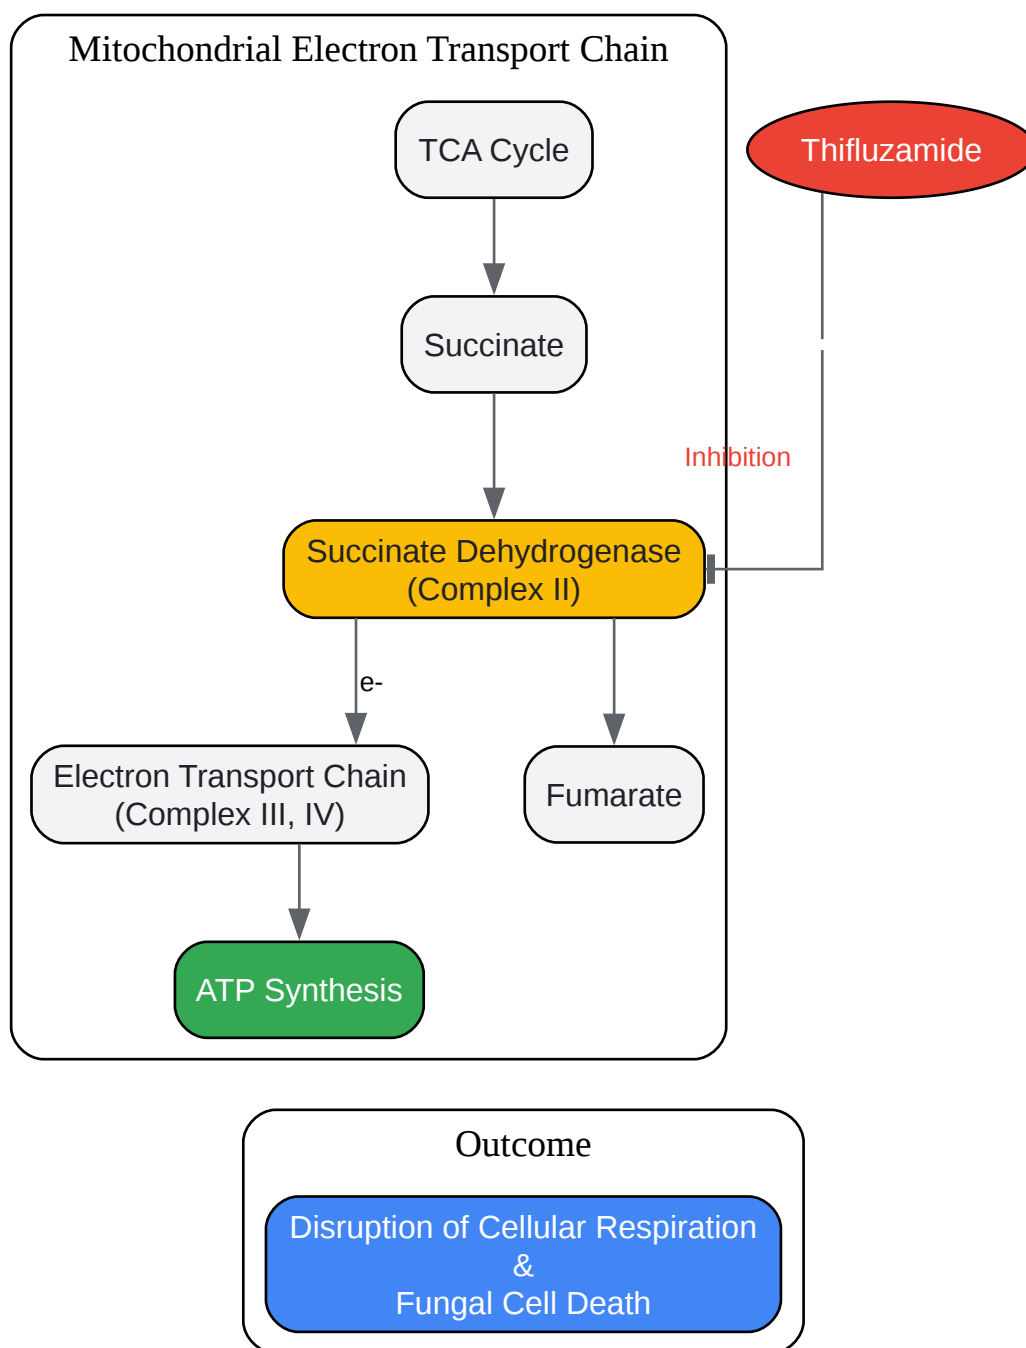 Mitochondrial Electron Transport Chain
TCA Cycle
Thifluzamide
Succinate
Inhibition
Succinate Dehydrogenase
(Complex II)
e-
Electron Transport Chain
(Complex III, IV)
Fumarate
ATP Synthesis
Outcome
Disruption of Cellular Respiration
&
Fungal Cell Death